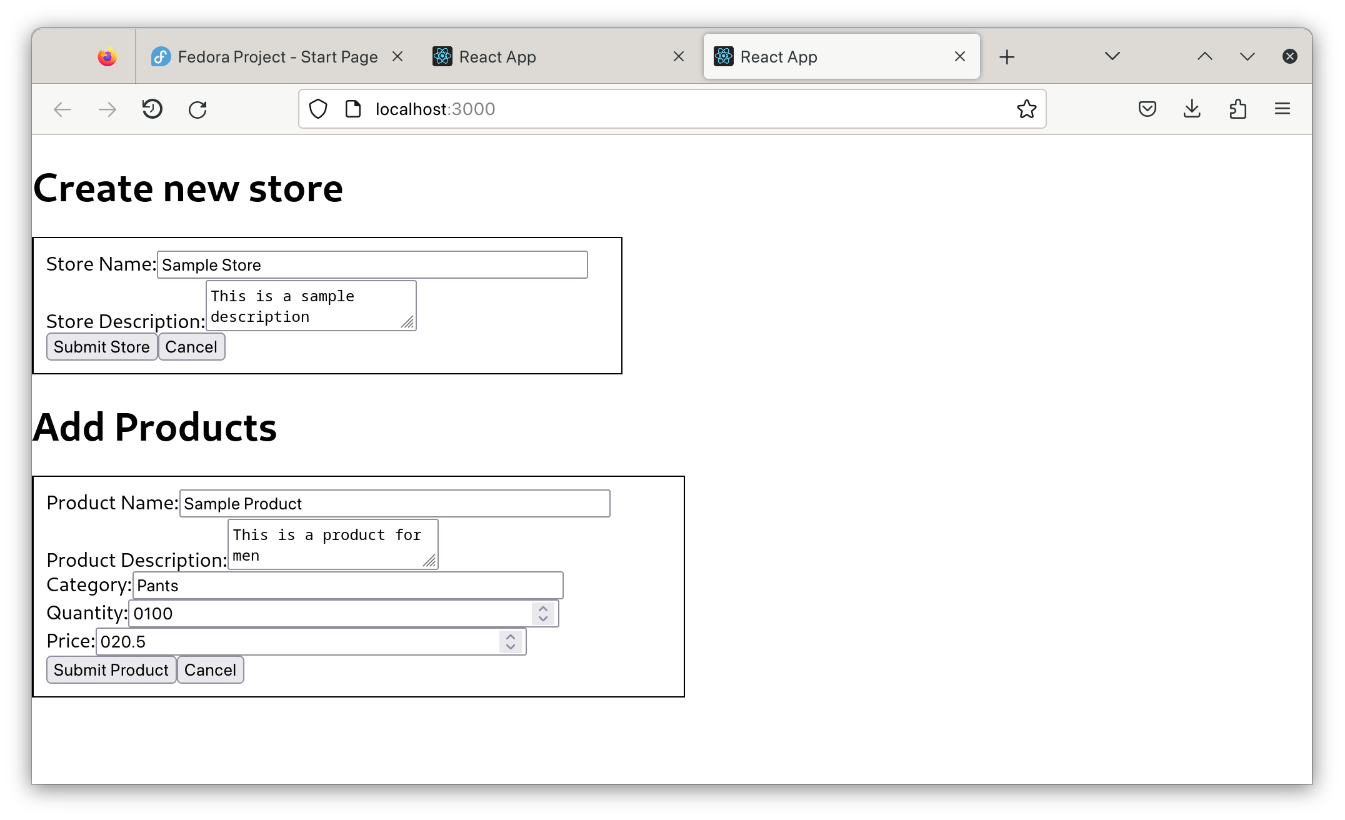 Fedora Project - Start Page
React App
React App
localhost:3000
Create new store
Store Name: Sample Store
Store Description: This is a sample
description
Submit Store Cancel
Add Products
Product Name: Sample Product
Product Description: This is a product for
men
Category: Pants
Quantity: 0100
Price: 020.5
Submit Product Cancel